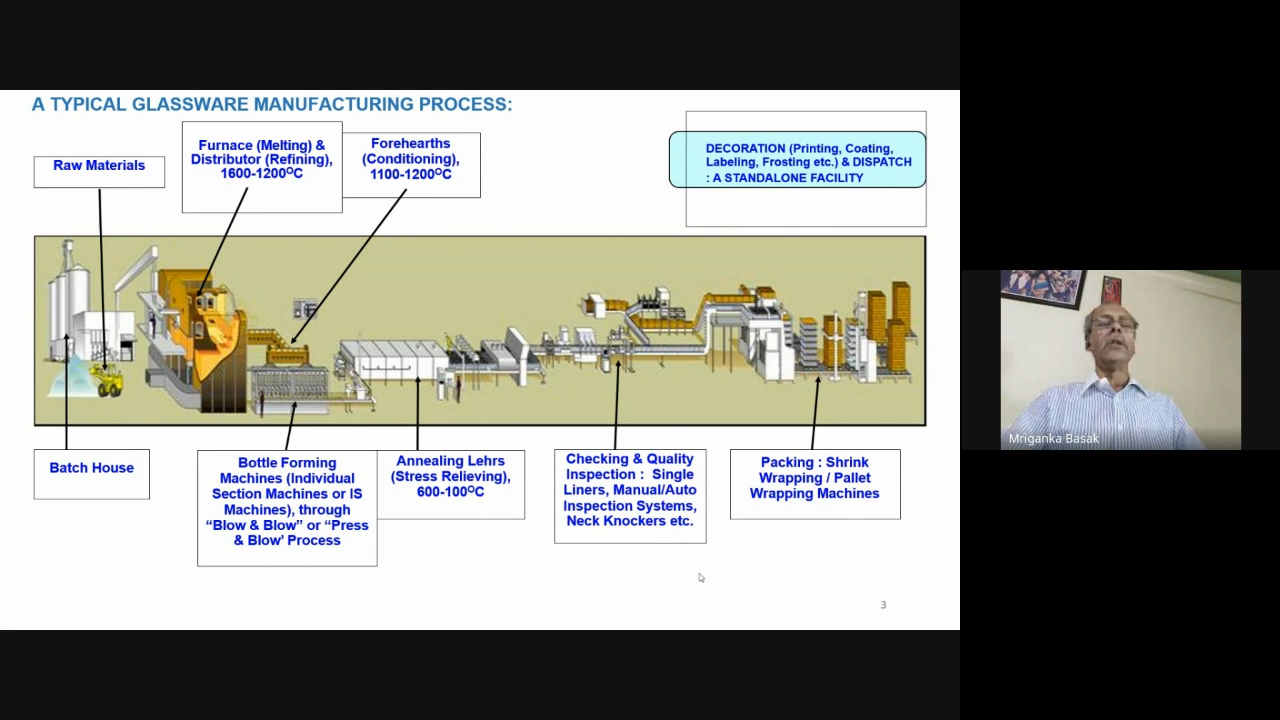 A TYPICAL GLASSWARE MANUFACTURING PROCESS:
Raw Materials
Furnace (Melting) &
Distributor (Refining),
1600-1200⁰C
Forehearths
(Conditioning),
1100-1200⁰C
DECORATION (Printing, Coating,
Labeling, Frosting etc.) & DISPATCH
: A STANDALONE FACILITY
Batch House
Bottle Forming
Machines (Individual
Section Machines or IS
Machines), through
“Blow & Blow” or “Press
& Blow’ Process
Annealing Lehrs
(Stress Relieving),
600-100⁰C
Checking & Quality
Inspection : Single
Liners, Manual/Auto
Inspection Systems,
Neck Knockers etc.
Packing : Shrink
Wrapping / Pallet
Wrapping Machines
3
Mriganka Basak